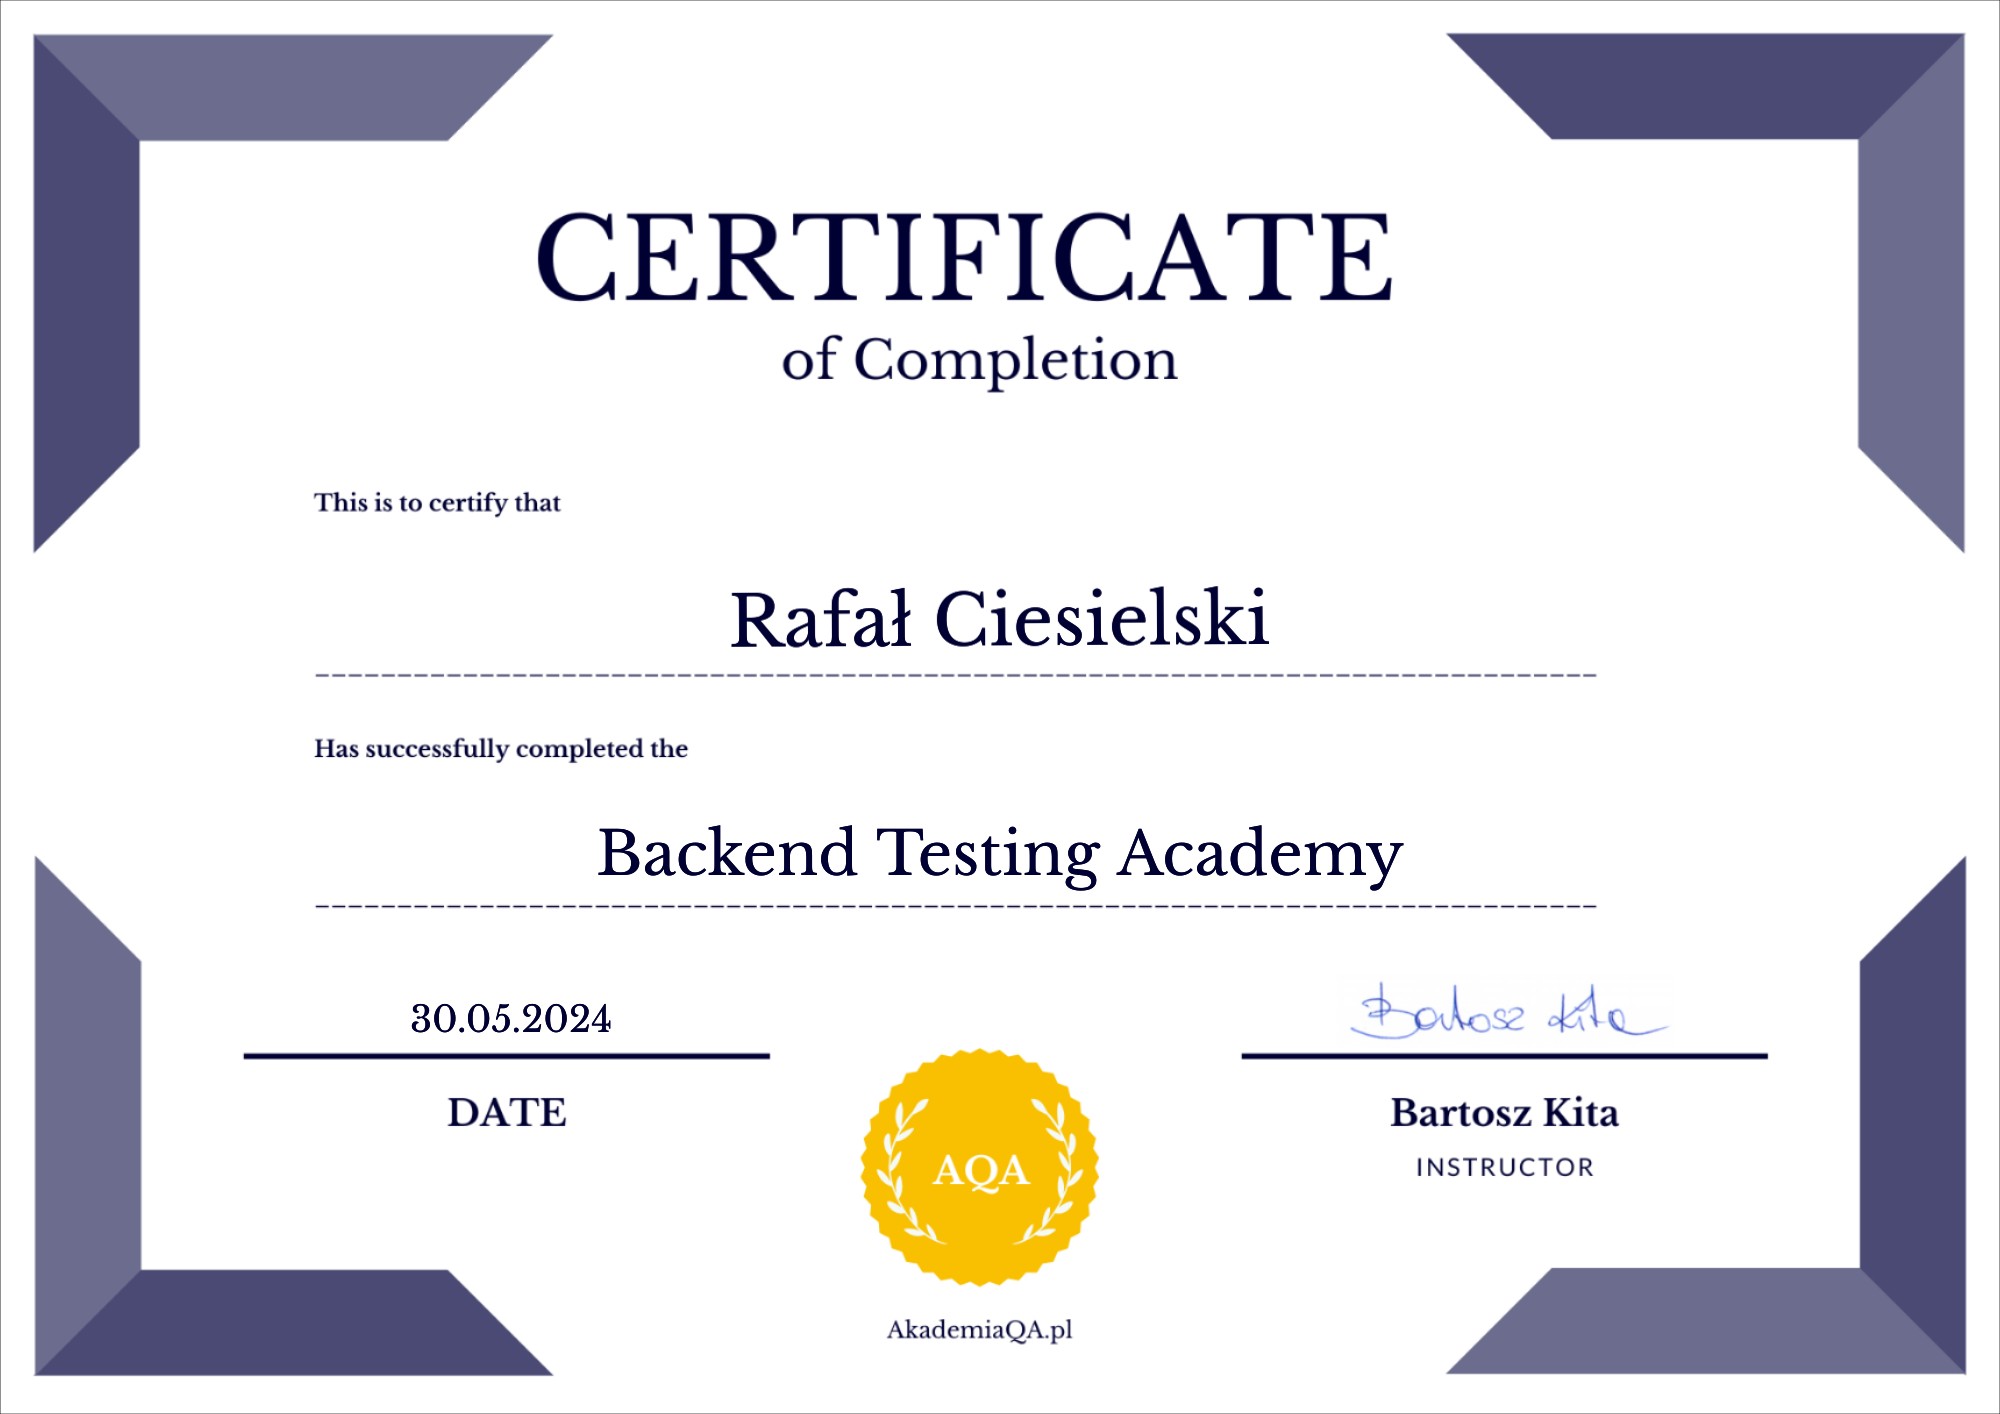 CERTIFICATE
of Completion
This is to certify that
Rafał Ciesielski
Has successfully completed the
Backend Testing Academy
30.05.2024
DATE
Bartosz Kita
Bartosz Kita
INSTRUCTOR
AQA
AkademiaQA.pl